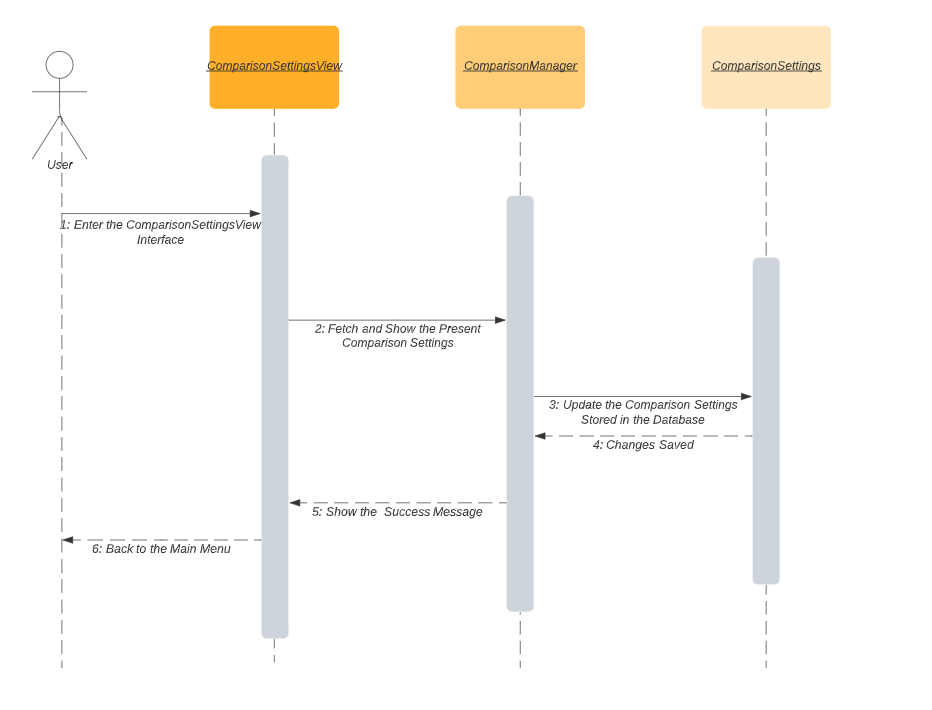 ComparisonSettingsView
ComparisonManager
ComparisonSettings
User
1: Enter the ComparisonSettingsView
Interface
2: Fetch and Show the Present
Comparison Settings
3: Update the Comparison Settings
Stored in the Database
4: Changes Saved
5: Show the  Success Message
6: Back to the Main Menu